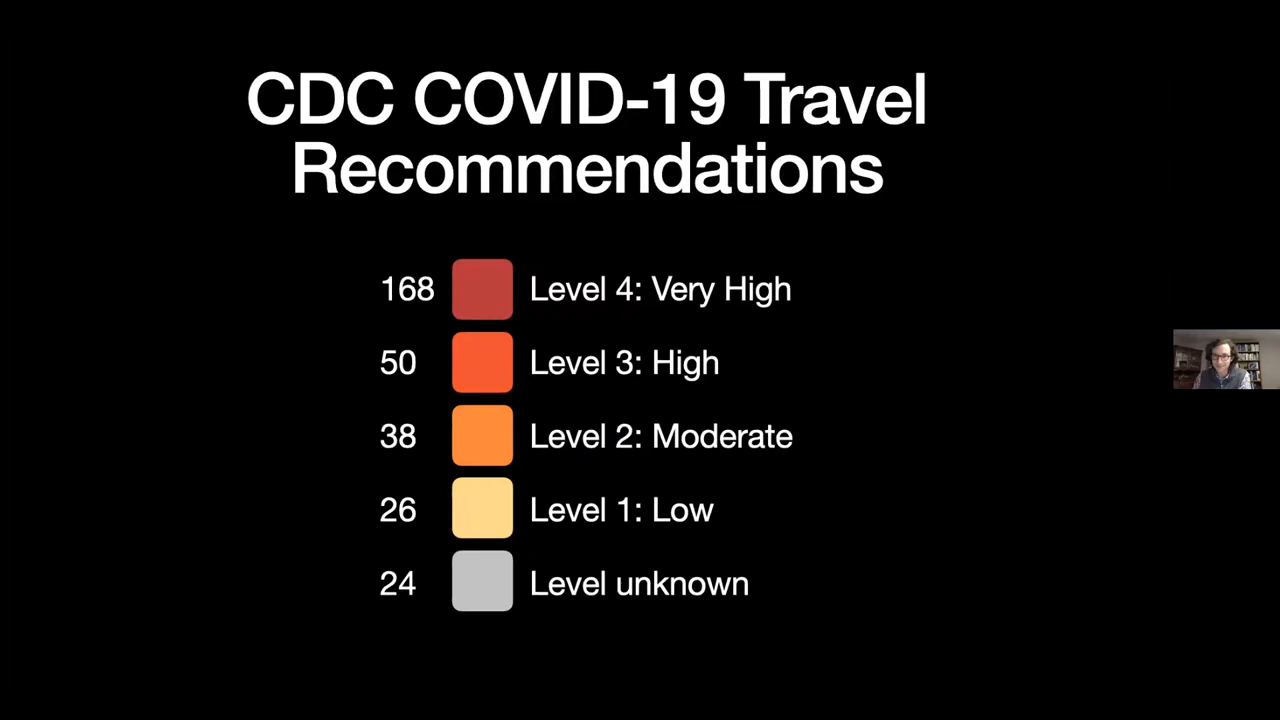 CDC COVID-19 Travel
Recommendations
168 Level 4: Very High
50 Level 3: High
38 Level 2: Moderate
26 Level 1: Low
24 Level unknown